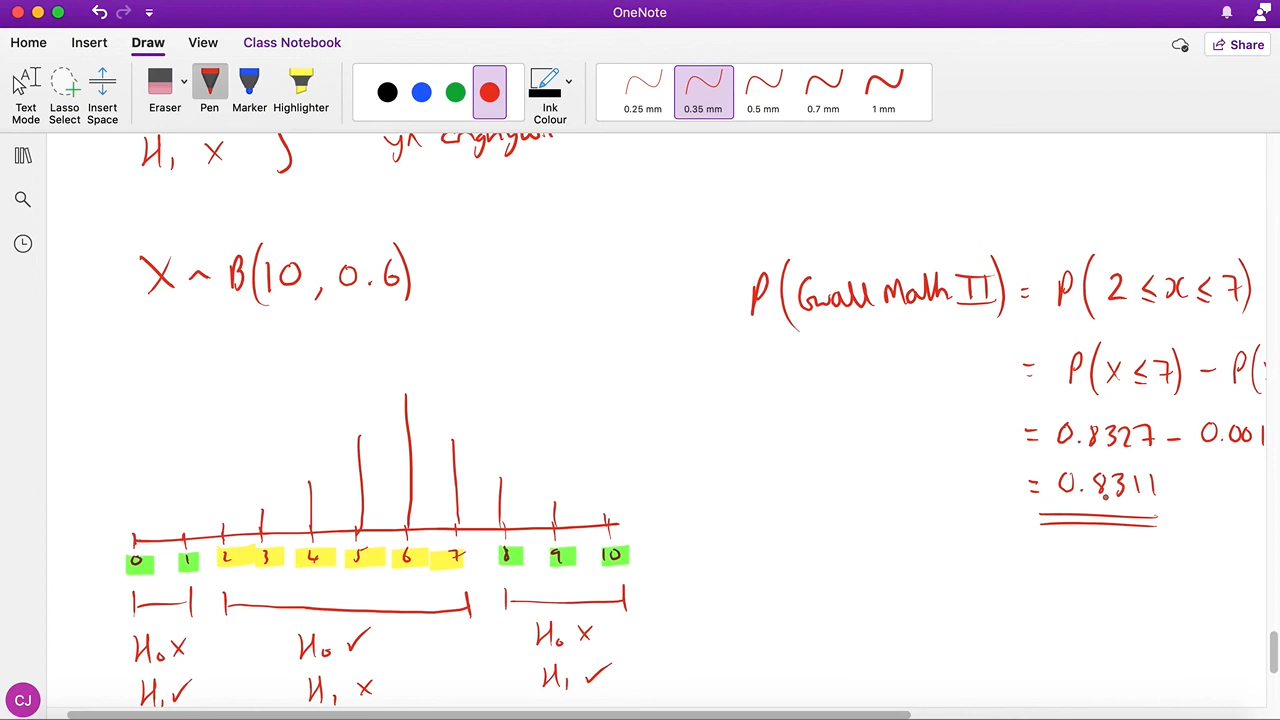 OneNote
Home Insert Draw View Class Notebook Share
Text Mode Lasso Select Insert Space Eraser Pen Marker Highlighter Ink Colour 0.25 mm 0.35 mm 0.5 mm 0.7 mm 1 mm
H₁ X }
X ~ B(10, 0.6)
P(Gwall Math II) = P(2 ≤ x ≤ 7)
= P(X ≤ 7) - P(
= 0.8327 - 0.001
= 0.8311
0 1 2 3 4 5 6 7 8 9 10
H₀ X H₀ ✓ H₀ X
H₁ ✓ H₁ X H₁ ✓
CJ